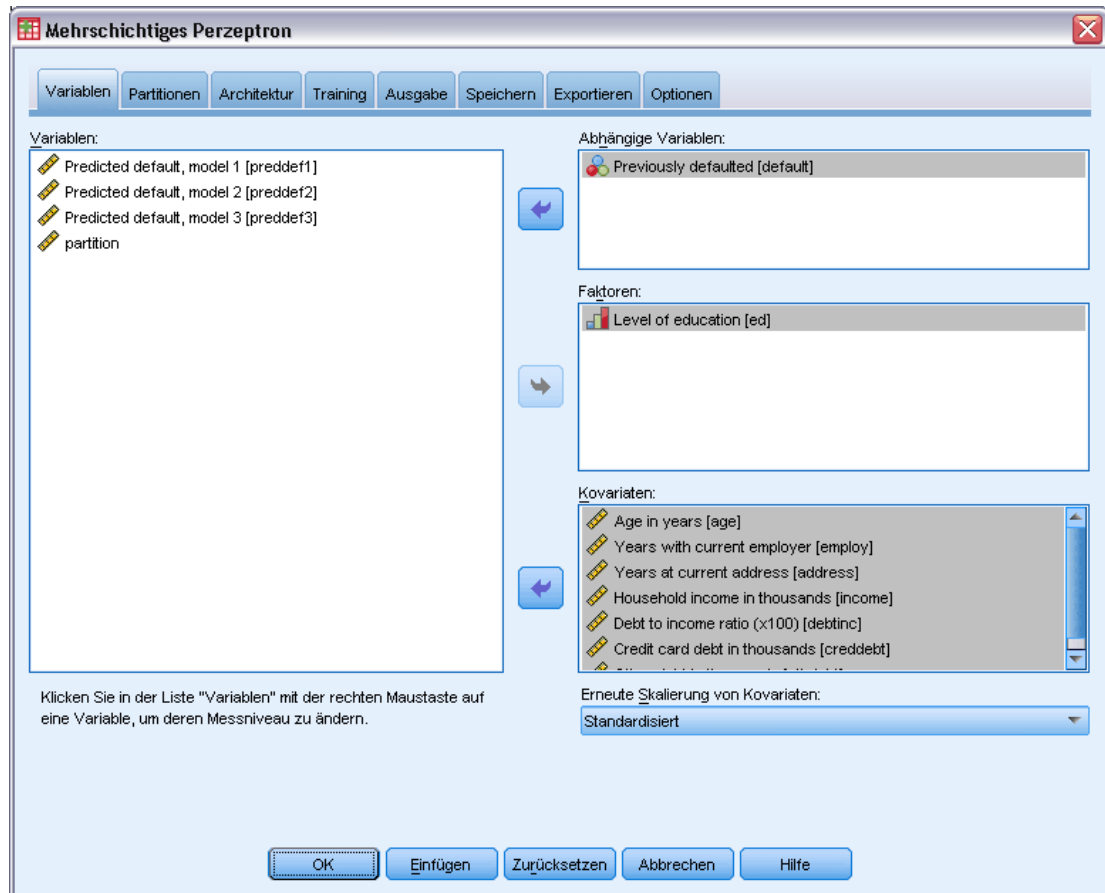 Mehrschichtiges Perzeptron
Variablen Partitionen Architektur Training Ausgabe Speichern Exportieren Optionen
Variablen:
Predicted default, model 1 [preddef1]
Predicted default, model 2 [preddef2]
Predicted default, model 3 [preddef3]
partition
Abhängige Variablen:
Previously defaulted [default]
Faktoren:
Level of education [ed]
Kovariaten:
Age in years [age]
Years with current employer [employ]
Years at current address [address]
Household income in thousands [income]
Debt to income ratio (x100) [debtinc]
Credit card debt in thousands [creddebt]
Klicken Sie in der Liste "Variablen" mit der rechten Maustaste auf
eine Variable, um deren Messniveau zu ändern.
Erneute Skalierung von Kovariaten:
Standardisiert
OK Einfügen Zurücksetzen Abbrechen Hilfe